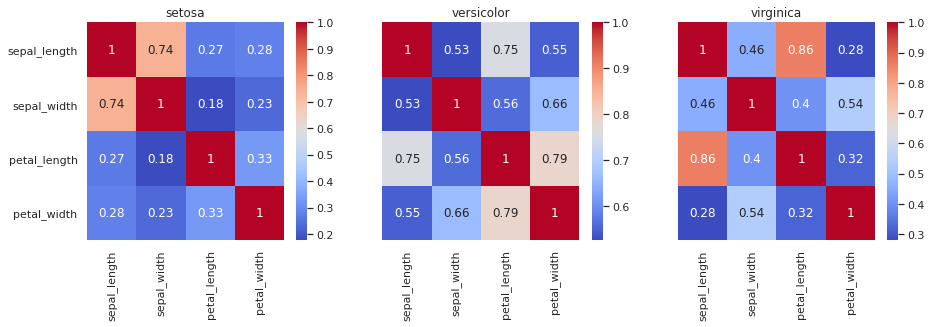 setosa
sepal_length 1 0.74 0.27 0.28
sepal_width 0.74 1 0.18 0.23
petal_length 0.27 0.18 1 0.33
petal_width 0.28 0.23 0.33 1
sepal_length sepal_width petal_length petal_width
1.0
0.9
0.8
0.7
0.6
0.5
0.4
0.3
0.2
versicolor
1 0.53 0.75 0.55
0.53 1 0.56 0.66
0.75 0.56 1 0.79
0.55 0.66 0.79 1
sepal_length sepal_width petal_length petal_width
1.0
0.9
0.8
0.7
0.6
virginica
1 0.46 0.86 0.28
0.46 1 0.4 0.54
0.86 0.4 1 0.32
0.28 0.54 0.32 1
sepal_length sepal_width petal_length petal_width
1.0
0.9
0.8
0.7
0.6
0.5
0.4
0.3